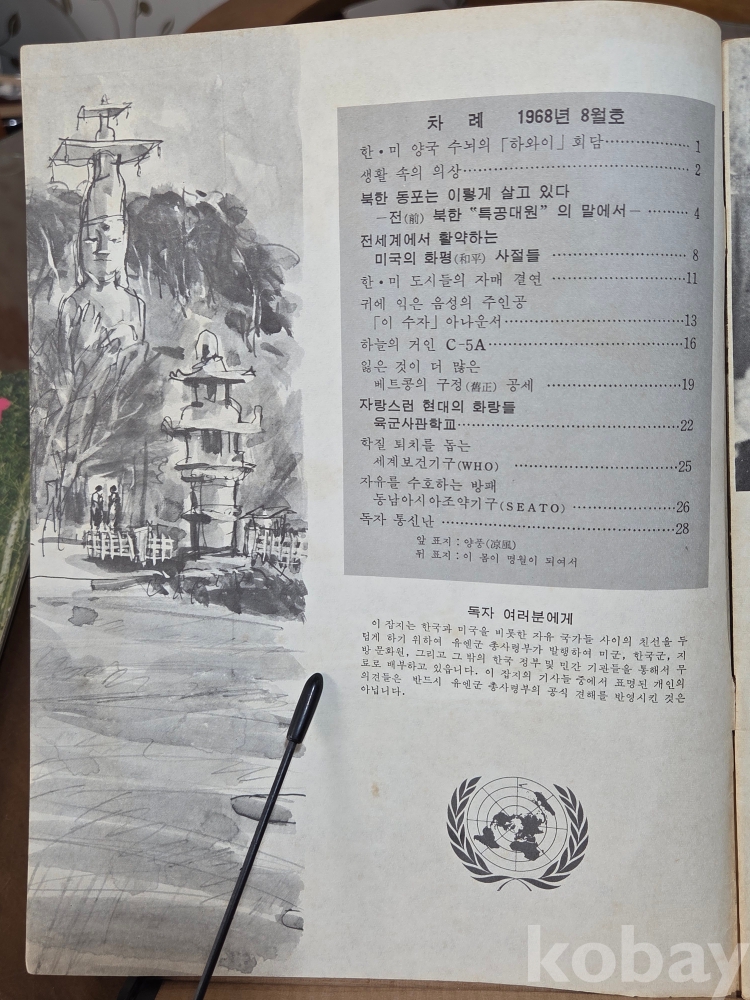 차 례 1968년 8월호
한·미 양국 수뇌의 「하와이」 회담 ……………… 1
생활 속의 의상 ……………… 2
북한 동포는 이렇게 살고 있다
—전(前) 북한 “특공대원” 의 말에서— ……… 4
전세계에서 활약하는
미국의 화평(和平) 사절들 ……………… 8
한·미 도시들의 자매 결연 ……………… 11
귀에 익은 음성의 주인공
「이 수자」 아나운서 ……………… 13
하늘의 거인 C-5A ……………… 16
잃은 것이 더 많은
베트콩의 구정(舊正) 공세 ……………… 19
자랑스런 현대의 화랑들
육군사관학교 ……………… 22
학질 퇴치를 돕는
세계보건기구(WHO) ……………… 25
자유를 수호하는 방패
동남아시아조약기구(SEATO) ……………… 26
독자 통신난 ……………… 28
앞 표지 : 양풍(凉風)
뒤 표지 : 이 몸이 명월이 되여서
독자 여러분에게
이 잡지는 한국과 미국을 비롯한 자유 국가들 사이의 친선을 두
텁게 하기 위하여 유엔군 총사령부가 발행하여 미군, 한국군, 지
방 문화원, 그리고 그 밖의 한국 정부 및 민간 기관들을 통해서 무
료로 배부하고 있읍니다. 이 잡지의 기사들 중에서 표명된 개인의
의견들은 반드시 유엔군 총사령부의 공식 견해를 반영시킨 것은
아닙니다.
kobay